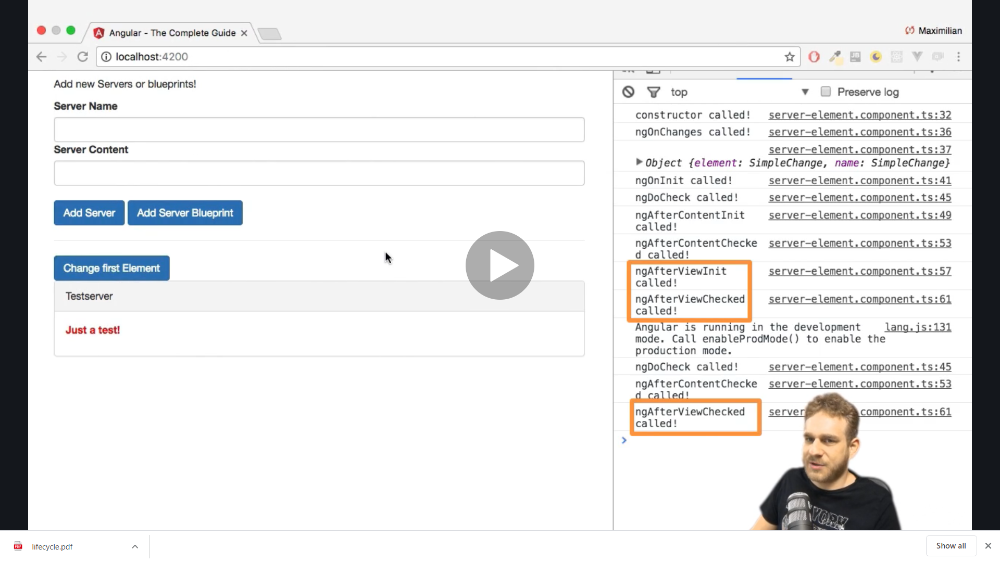 Angular - The Complete Guide
Maximilian
localhost:4200
JB
Add new Servers or blueprints!
Server Name
Server Content
Add Server
Add Server Blueprint
Change first Element
Testserver
Just a test!
top
Preserve log
constructor called! server-element.component.ts:32
ngOnChanges called! server-element.component.ts:36
server-element.component.ts:37
Object {element: SimpleChange, name: SimpleChange}
ngOnInit called! server-element.component.ts:41
ngDoCheck called! server-element.component.ts:45
ngAfterContentInit server-element.component.ts:49
called!
ngAfterContentChecke server-element.component.ts:53
d called!
ngAfterViewInit server-element.component.ts:57
called!
ngAfterViewChecked server-element.component.ts:61
called!
Angular is running in the development lang.js:131
mode. Call enableProdMode() to enable the
production mode.
ngDoCheck called! server-element.component.ts:45
ngAfterContentChecke server-element.component.ts:53
d called!
ngAfterViewChecked server component.ts:61
called!
PDF
lifecycle.pdf
Show all